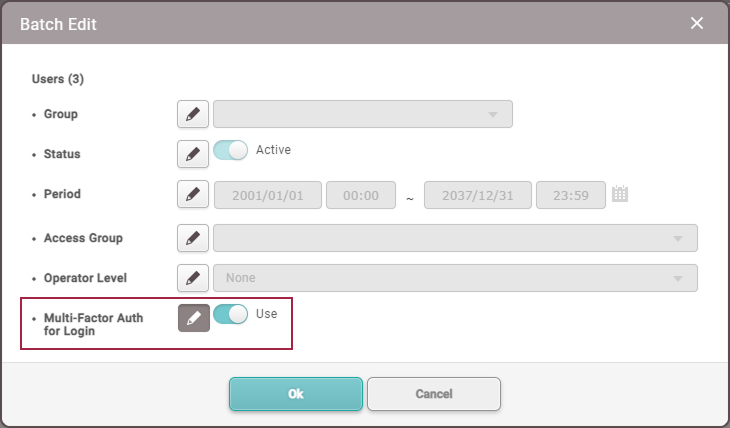 Batch Edit
Users (3)
Group
Status Active
Period 2001/01/01 00:00 ~ 2037/12/31 23:59
Access Group
Operator Level None
Multi-Factor Auth Use
for Login
Ok Cancel